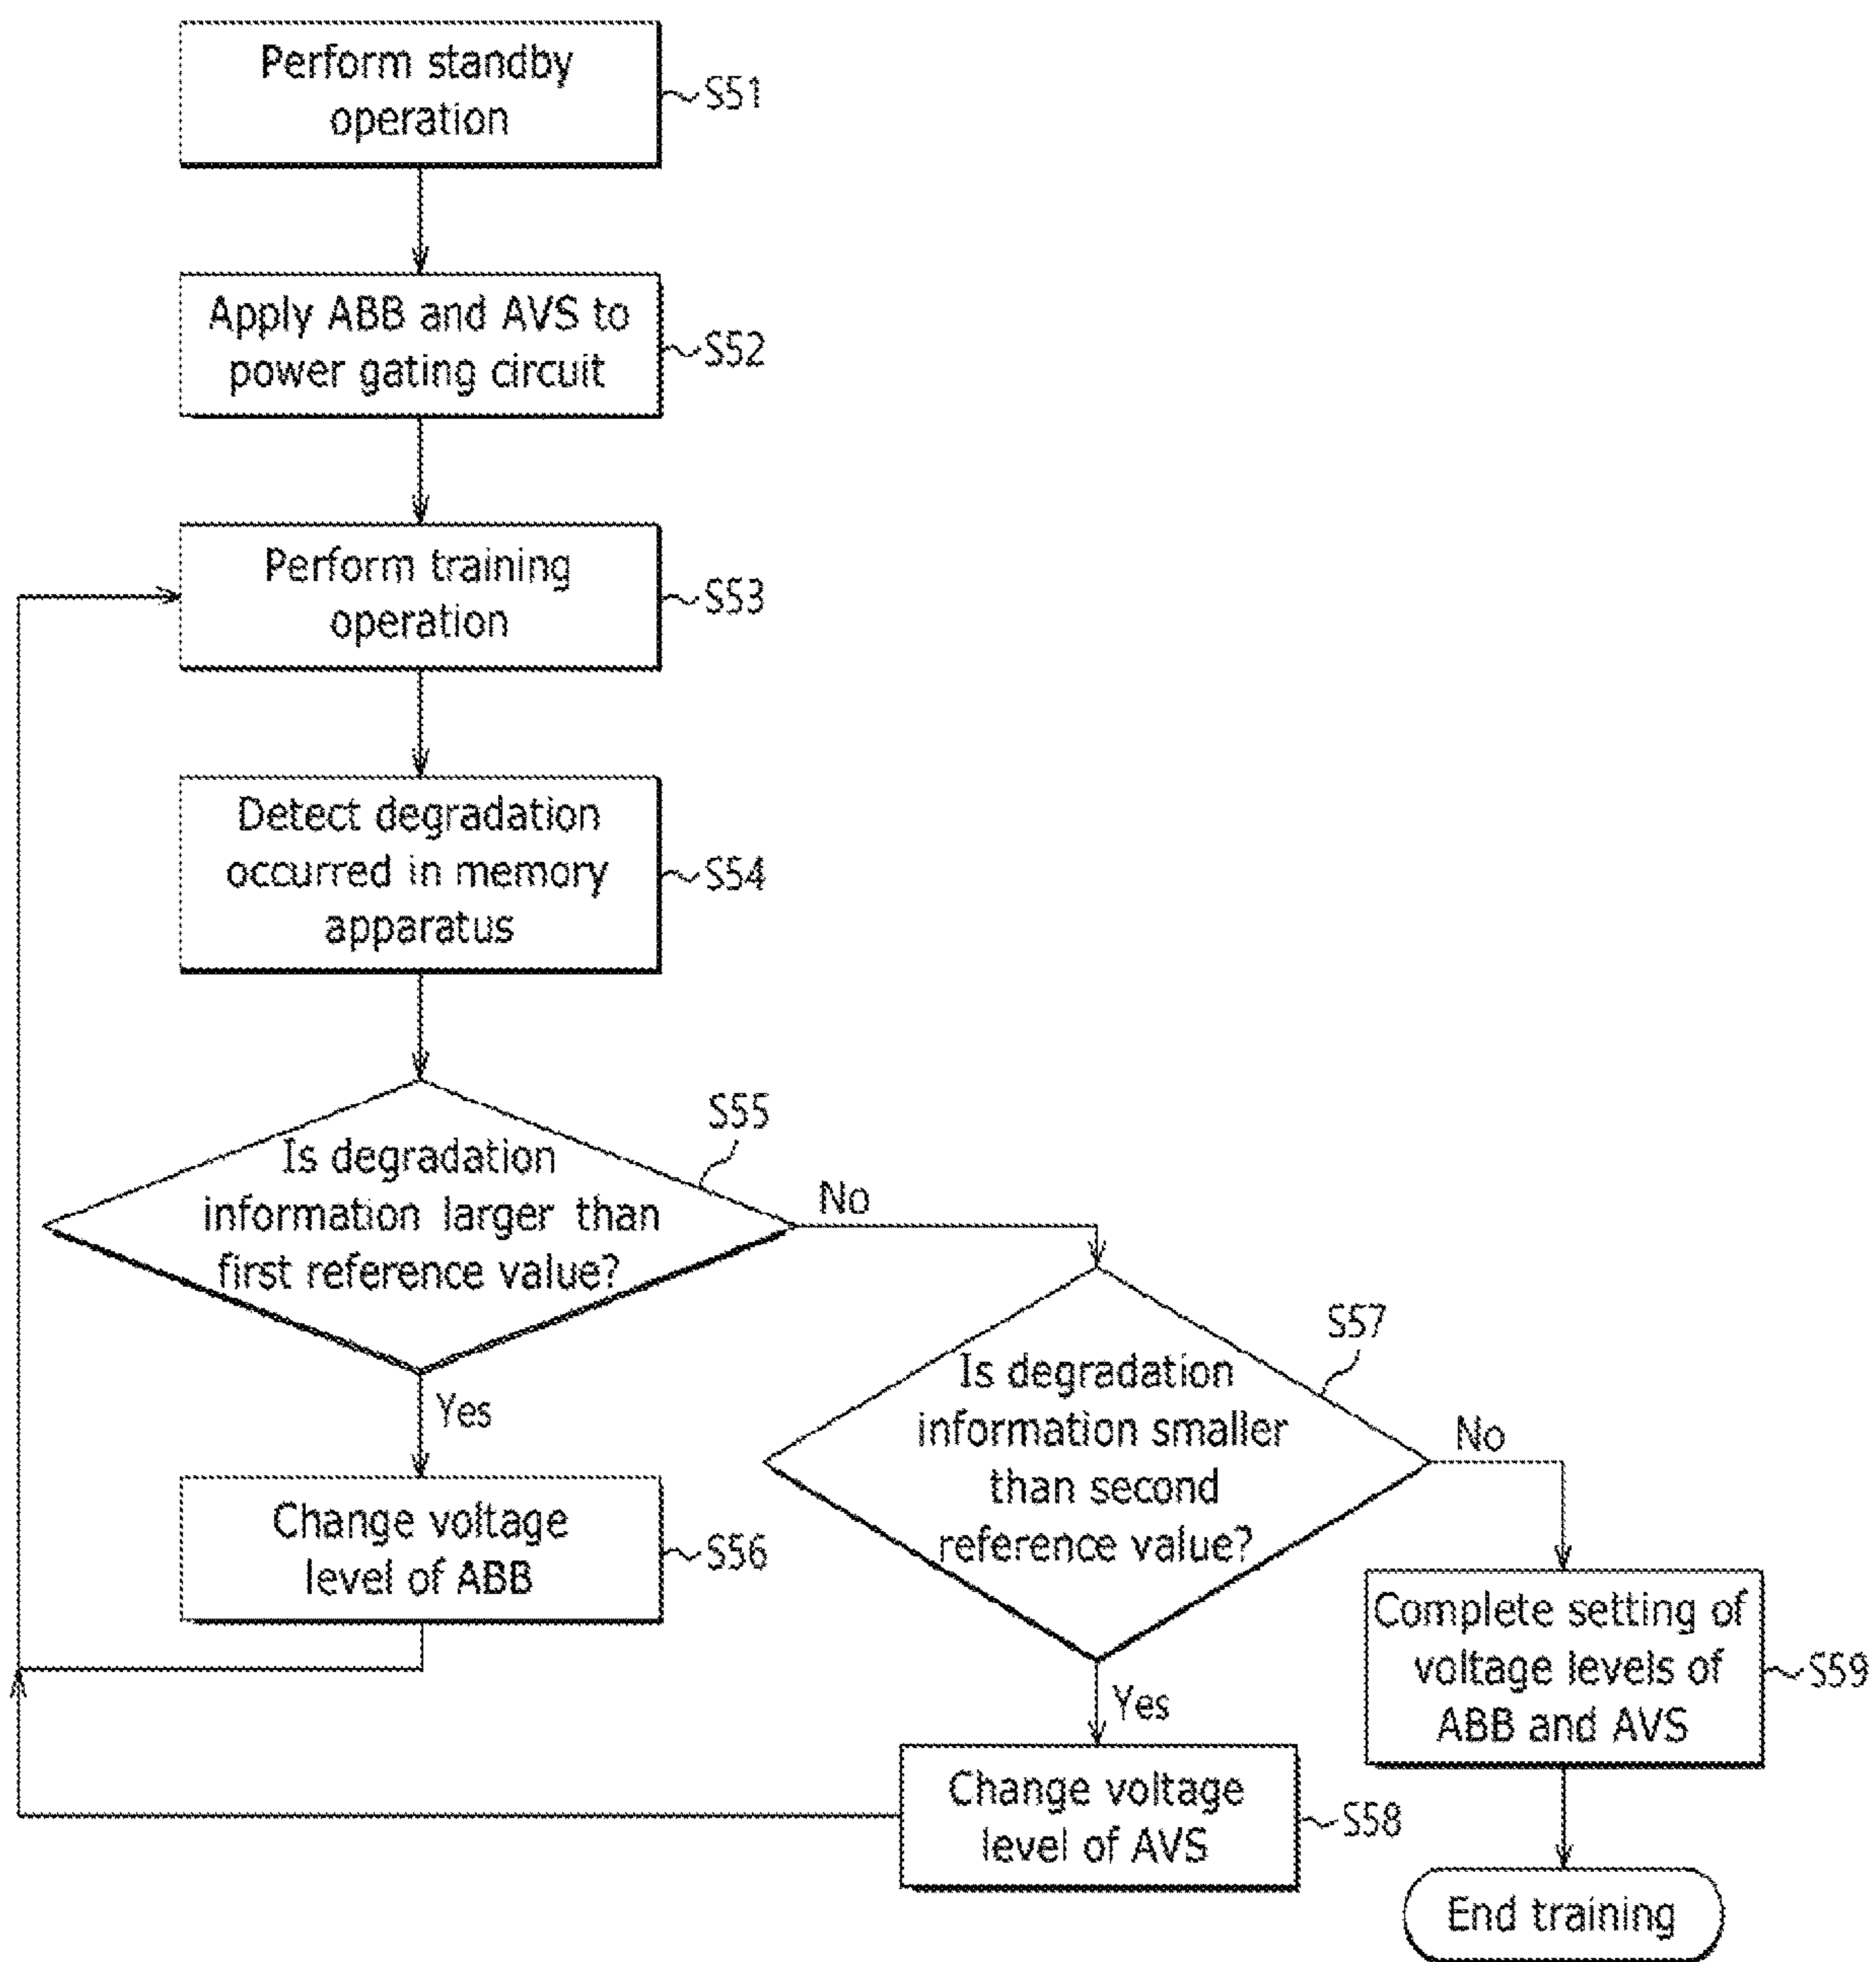 Perform standby
operation
S51
Apply ABB and AVS to
power gating circuit
S52
Perform training
operation
S53
Detect degradation
occurred in memory
apparatus
S54
S55
Is degradation
information larger than
first reference value?
No
Yes
S57
Is degradation
information smaller
than second
reference value?
No
Yes
Change voltage
level of ABB
S56
Complete setting of
voltage levels of
ABB and AVS
S59
Change voltage
level of AVS
S58
End training